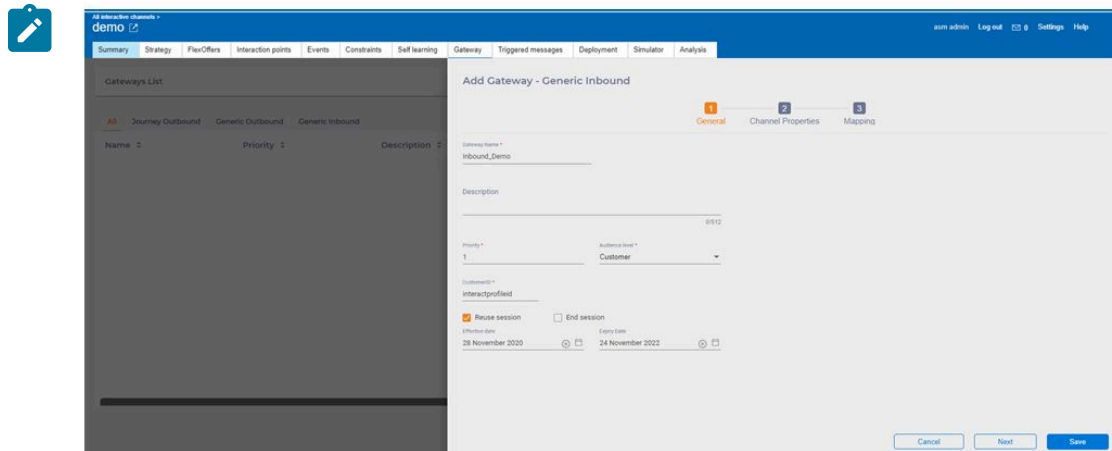 All interactive channels >
demo
asm admin Log out 0 Settings Help
Summary Strategy FlexOffers Interaction points Events Constraints Self learning Gateway Triggered messages Deployment Simulator Analysis
Gateways List
Add Gateway - Generic Inbound
1 2 3
General Channel Properties Mapping
All Journey Outbound Generic Outbound Generic Inbound
Name Priority Description
Gateway Name *
Inbound_Demo
Description
0/512
Priority * Audience level *
1 Customer
CustomerID *
interactprofileid
Reuse session End session
Effective date Expiry Date
28 November 2020 24 November 2022
Cancel Next Save